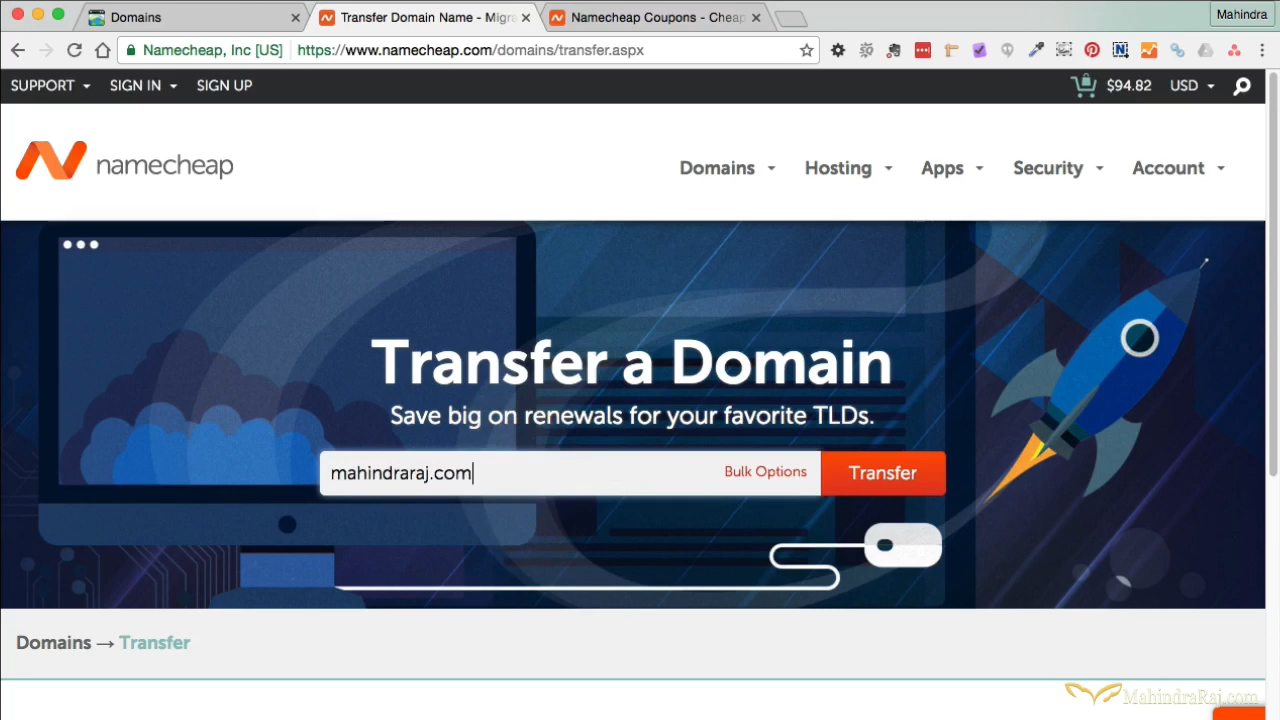 Domains
Transfer Domain Name - Migra
Namecheap Coupons - Cheap
Mahindra
Namecheap, Inc [US]
https://www.namecheap.com/domains/transfer.aspx
SUPPORT SIGN IN SIGN UP
$94.82 USD
namecheap
Domains Hosting Apps Security Account
Transfer a Domain
Save big on renewals for your favorite TLDs.
mahindraraj.com Bulk Options Transfer
Domains → Transfer
MahindraRaj.com